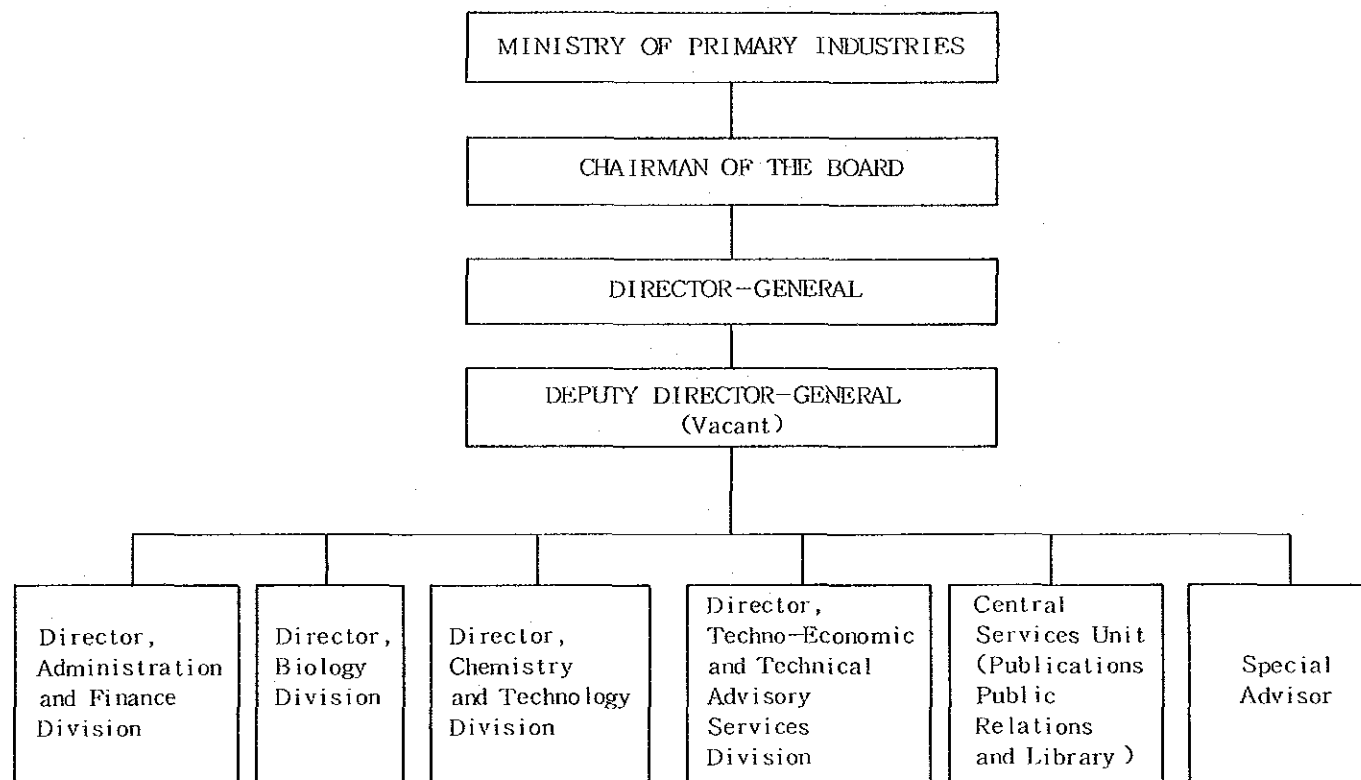 MINISTRY OF PRIMARY INDUSTRIES
CHAIRMAN OF THE BOARD
DIRECTOR-GENERAL
DEPUTY DIRECTOR-GENERAL
(Vacant)
Director,
Administration
and Finance
Division
Director,
Biology
Division
Director,
Chemistry
and Technology
Division
Director,
Techno-Economic
and Technical
Advisory
Services
Division
Central
Services Unit
(Publications
Public
Relations
and Library )
Special
Advisor